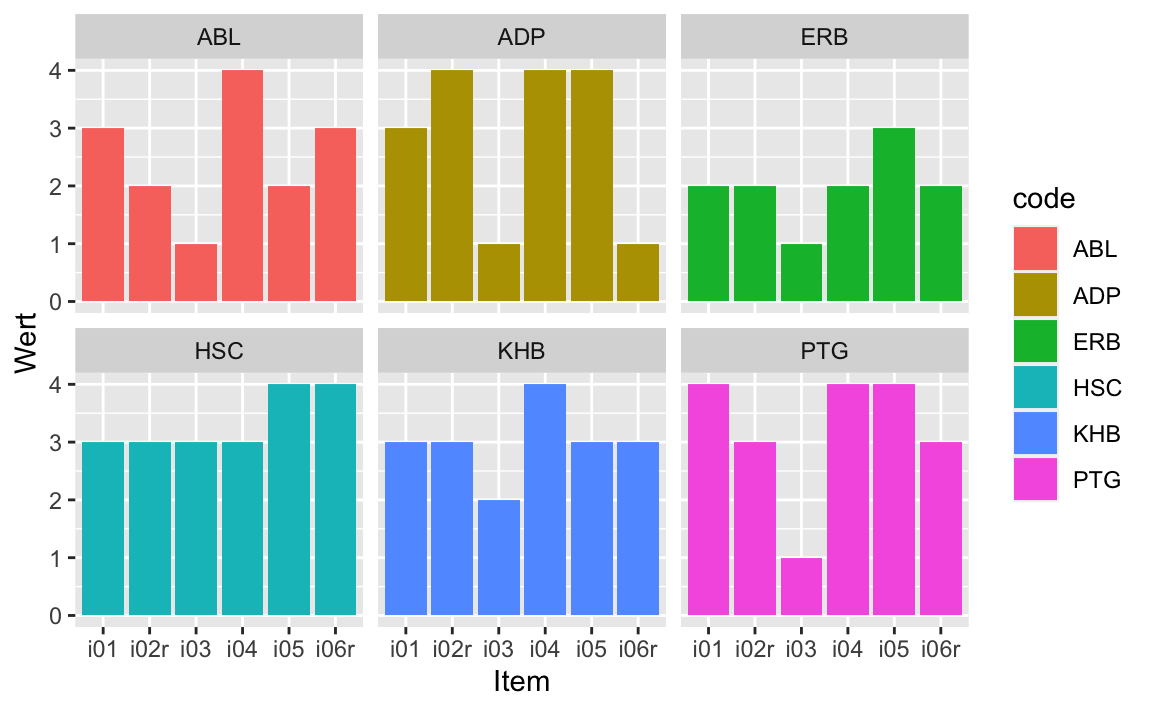 ABL ADP ERB
4
3
2
1
0
HSC KHB PTG
4
3
2
1
0
i01 i02r i03 i04 i05 i06r i01 i02r i03 i04 i05 i06r i01 i02r i03 i04 i05 i06r
Item
Wert
code
ABL
ADP
ERB
HSC
KHB
PTG